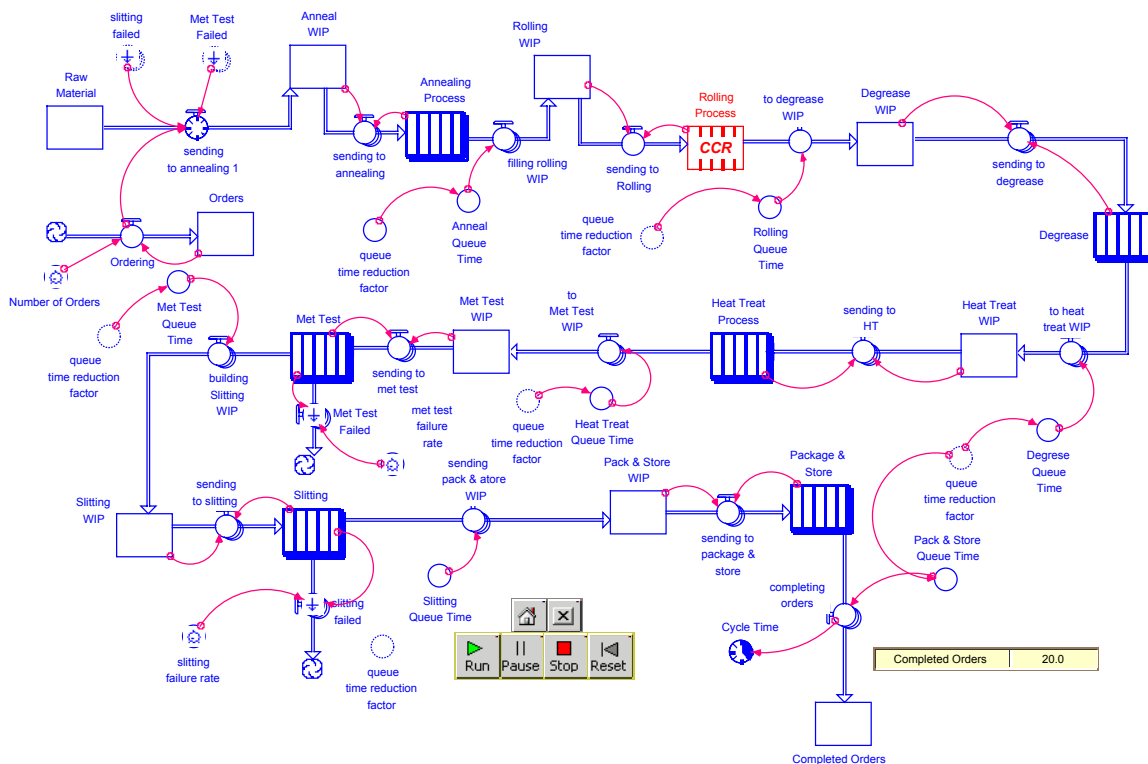 slitting
failed
Met Test
Failed
Anneal
WIP
Raw
Material
sending
to annealing 1
Annealing
Process
sending to
annealing
Rolling
WIP
filling rolling
WIP
Rolling
Process
CCR
sending to
Rolling
to degrease
WIP
Degrease
WIP
sending to
degrease
Degrease
Orders
Ordering
Number of Orders
queue
time reduction
factor
Anneal
Queue
Time
queue
time reduction
factor
Rolling
Queue
Time
Met Test
Queue
Time
queue
time reduction
factor
building
Slitting
WIP
Met Test
sending to
met test
Met Test
WIP
to
Met Test
WIP
Heat Treat
Process
sending to
HT
Heat Treat
WIP
to heat
treat WIP
Met Test
Failed
met test
failure
rate
queue
time reduction
factor
Heat Treat
Queue Time
queue
time reduction
factor
Degrese
Queue
Time
Slitting
WIP
sending
to slitting
Slitting
sending
pack & atore
WIP
Pack & Store
WIP
sending to
package &
store
Package &
Store
Pack & Store
Queue Time
slitting
failed
slitting
failure rate
queue
time reduction
factor
Slitting
Queue Time
completing
orders
Cycle Time
Run
Pause
Stop
Reset
Completed Orders 20.0
Completed Orders